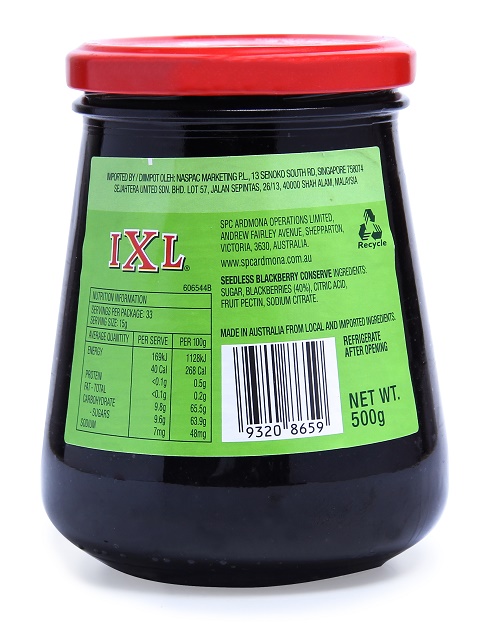 IMPORTED BY / DIIMPOT OLEH: NASPAC MARKETING P.L., 13 SENOKO SOUTH RD, SINGAPORE 758074
SEJAHTERA UNITED SDN. BHD. LOT 57, JALAN SEPINTAS, 26/13, 40000 SHAH ALAM, MALAYSIA
IXL®
SPC ARDMONA OPERATIONS LIMITED,
ANDREW FAIRLEY AVENUE, SHEPPARTON,
VICTORIA, 3630, AUSTRALIA.
www.spcardmona.com.au
Recycle
606544B
SEEDLESS BLACKBERRY CONSERVE INGREDIENTS:
SUGAR, BLACKBERRIES (40%), CITRIC ACID,
FRUIT PECTIN, SODIUM CITRATE.
NUTRITION INFORMATION
SERVINGS PER PACKAGE: 33
SERVING SIZE: 15g
AVERAGE QUANTITY PER SERVE PER 100g
ENERGY 169kJ 1128kJ
40 Cal 268 Cal
PROTEIN <0.1g 0.5g
FAT - TOTAL <0.1g 0.2g
CARBOHYDRATE 9.8g 65.5g
- SUGARS 9.6g 63.9g
SODIUM 7mg 48mg
MADE IN AUSTRALIA FROM LOCAL AND IMPORTED INGREDIENTS.
REFRIGERATE
AFTER OPENING
9320 8659
NET WT.
500g